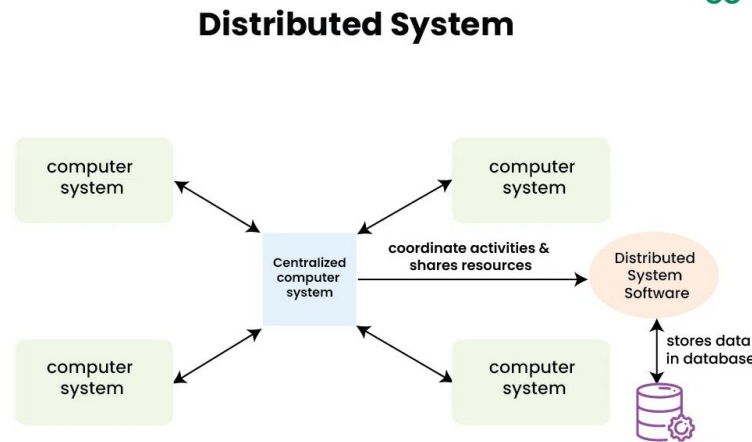 Distributed System
computer
system
computer
system
coordinate activities &
shares resources
Centralized
computer
system
Distributed
System
Software
stores data
in database
computer
system
computer
system